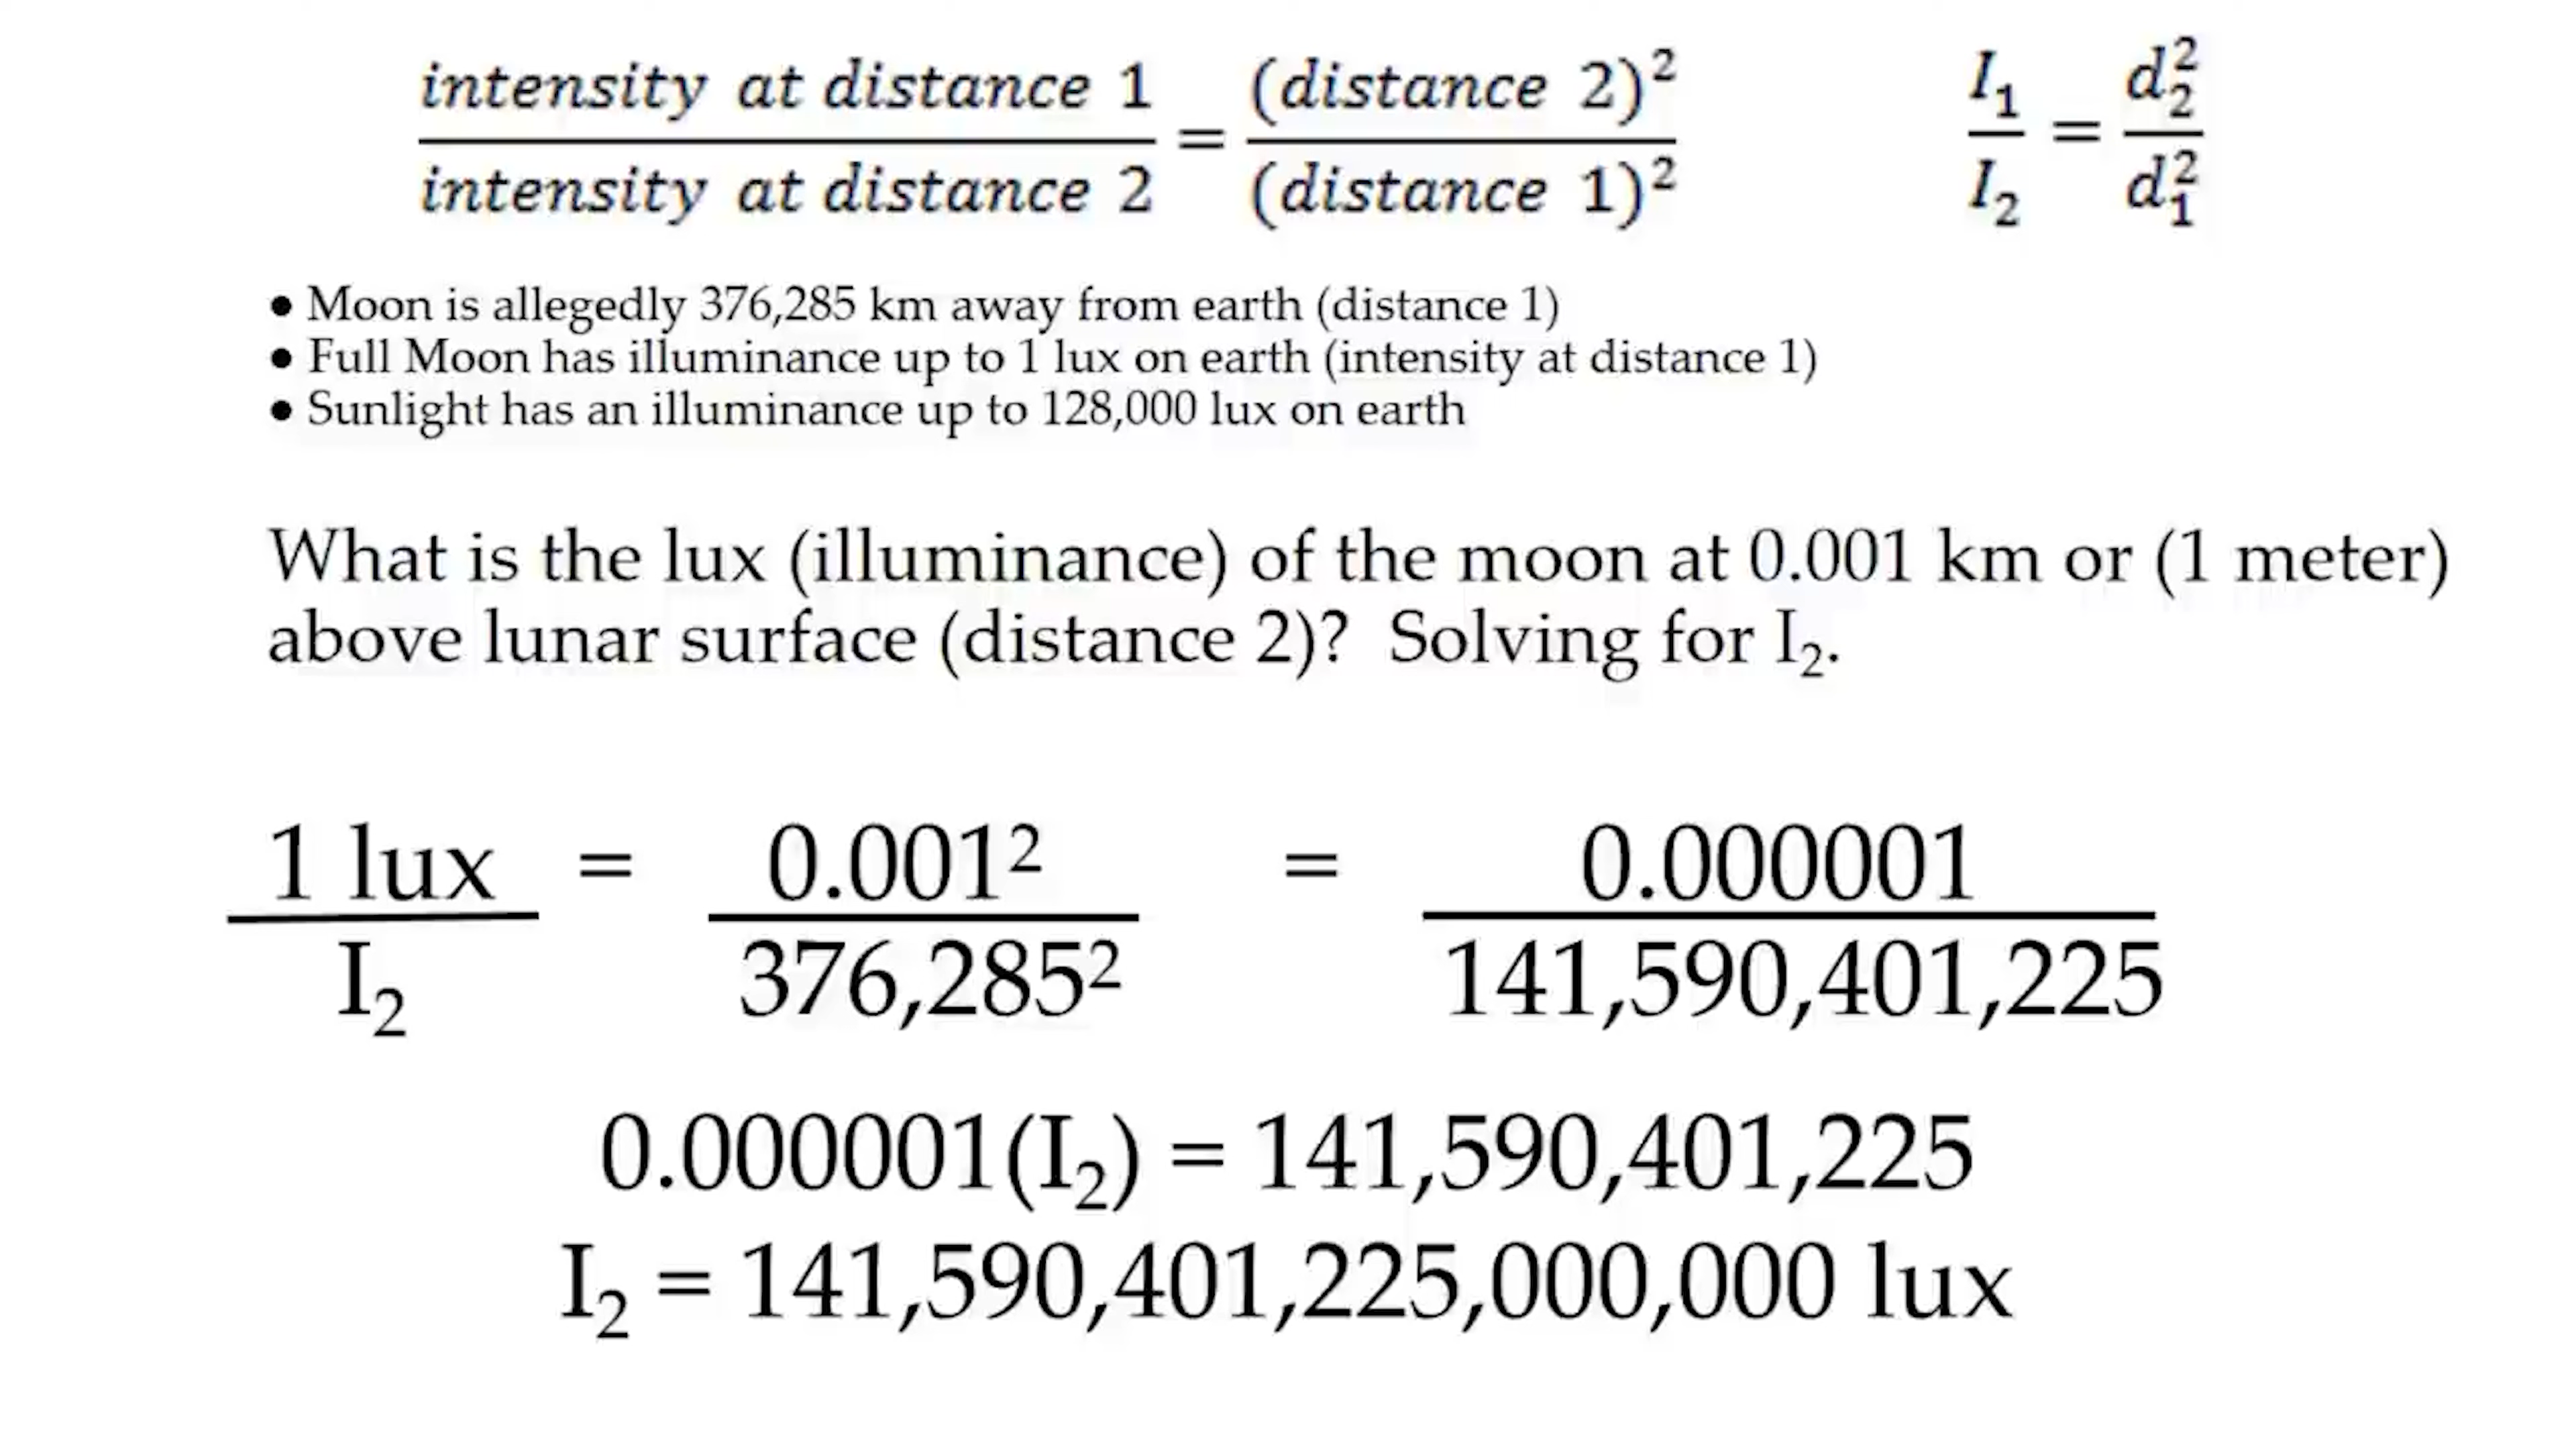 intensity at distance 1 / intensity at distance 2 = (distance 2)² / (distance 1)²
I₁ / I₂ = d₂² / d₁²
• Moon is allegedly 376,285 km away from earth (distance 1)
• Full Moon has illuminance up to 1 lux on earth (intensity at distance 1)
• Sunlight has an illuminance up to 128,000 lux on earth
What is the lux (illuminance) of the moon at 0.001 km or (1 meter)
above lunar surface (distance 2)? Solving for I₂.
1 lux / I₂ = 0.001² / 376,285² = 0.000001 / 141,590,401,225
0.000001(I₂) = 141,590,401,225
I₂ = 141,590,401,225,000,000 lux